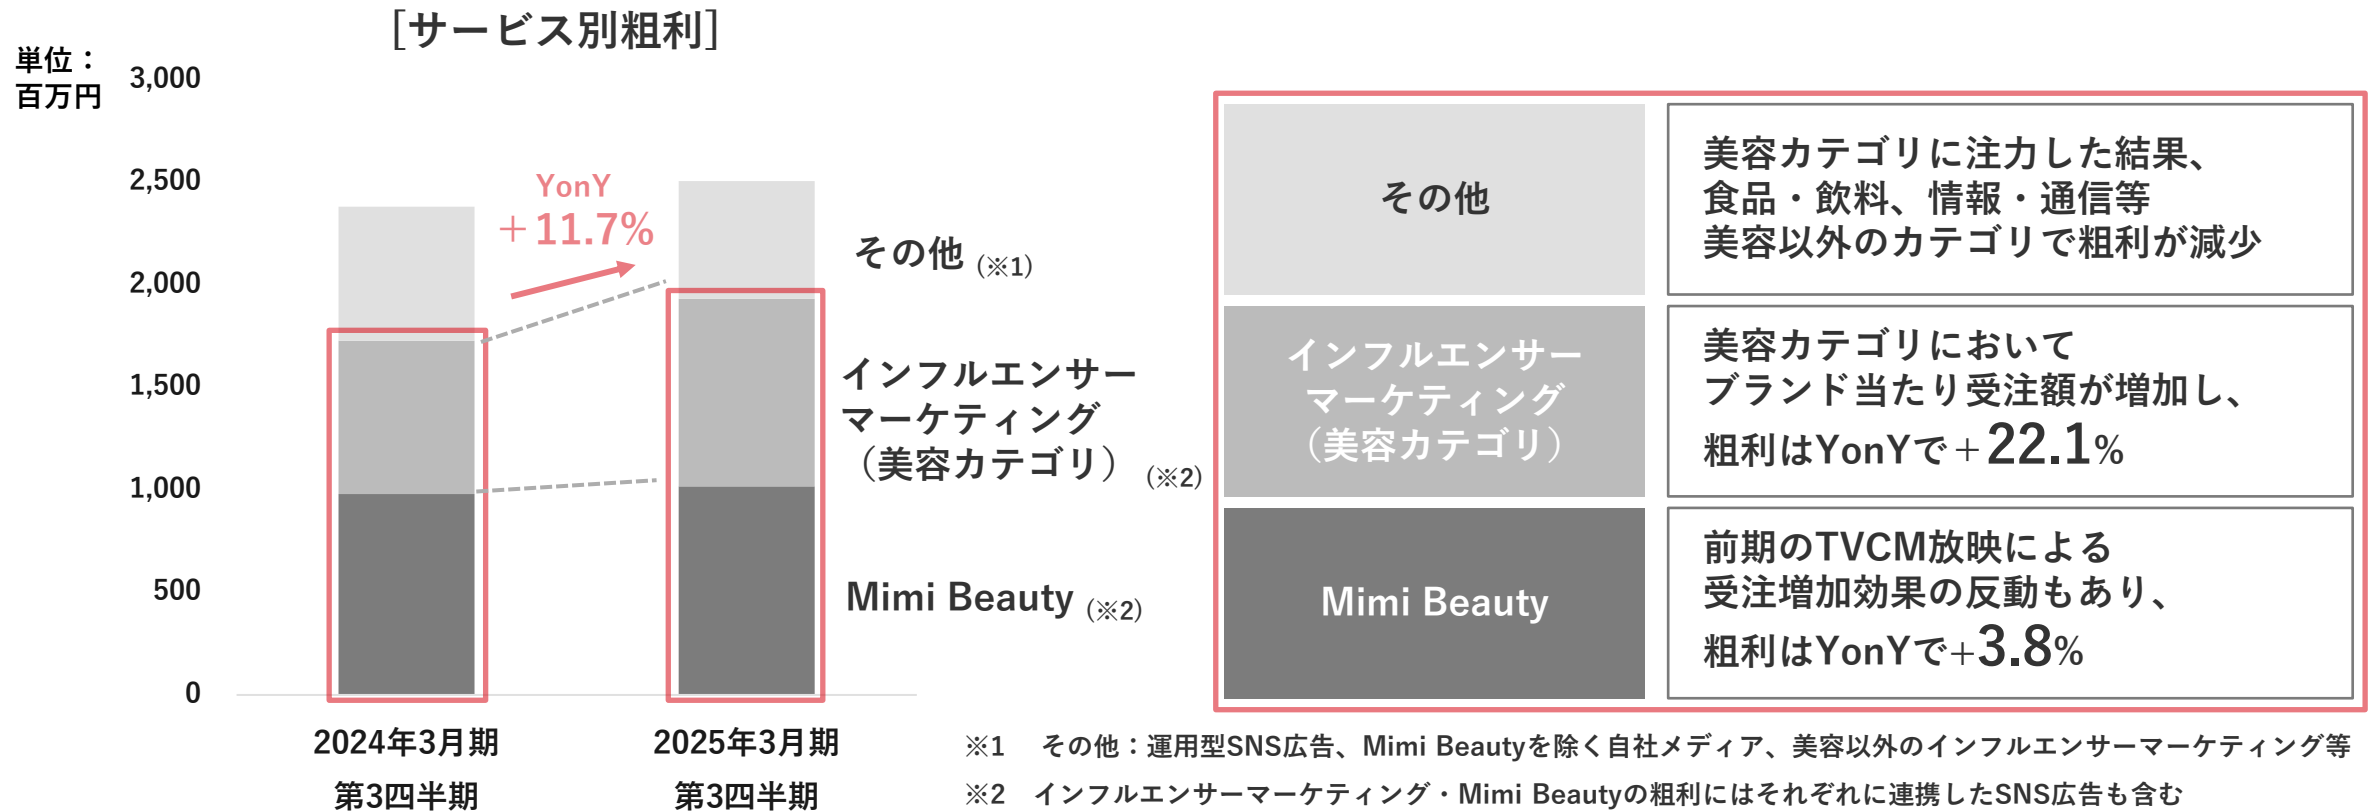 [サービス別粗利]
単位：
百万円
3,000
2,500
2,000
1,500
1,000
500
0
YonY
＋11.7%
その他 (※1)
インフルエンサー
マーケティング
（美容カテゴリ） (※2)
Mimi Beauty (※2)
2024年3月期
第3四半期
2025年3月期
第3四半期
その他
美容カテゴリに注力した結果、
食品・飲料、情報・通信等
美容以外のカテゴリで粗利が減少
インフルエンサー
マーケティング
（美容カテゴリ）
美容カテゴリにおいて
ブランド当たり受注額が増加し、
粗利はYonYで＋22.1%
Mimi Beauty
前期のTVCM放映による
受注増加効果の反動もあり、
粗利はYonYで+3.8%
※1 その他：運用型SNS広告、Mimi Beautyを除く自社メディア、美容以外のインフルエンサーマーケティング等
※2 インフルエンサーマーケティング・Mimi Beautyの粗利にはそれぞれに連携したSNS広告も含む